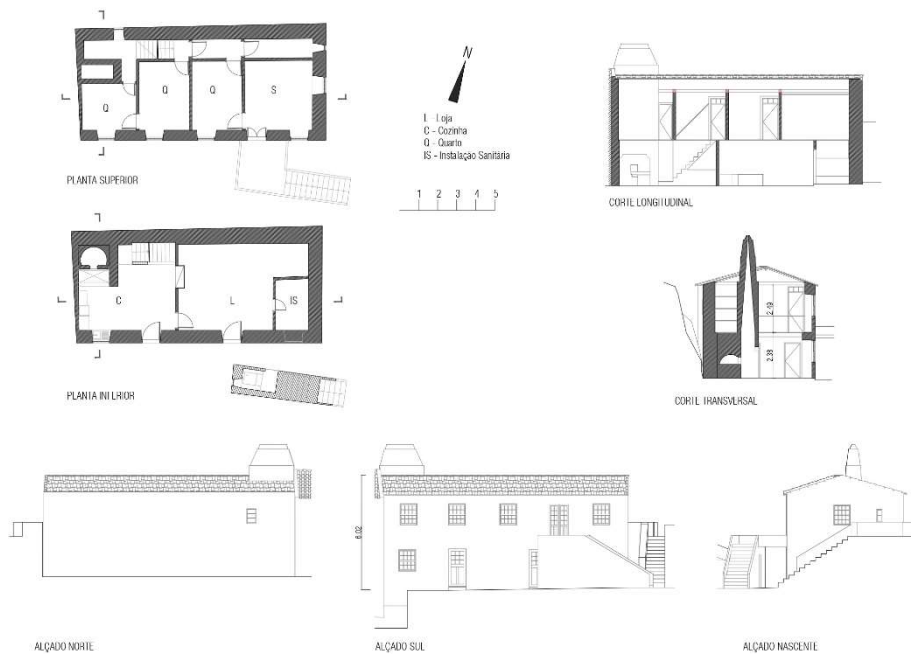 Q
Q
Q
S
PLANTA SUPERIOR
N
L - Loja
C - Cozinha
Q - Quarto
IS - Instalação Sanitária
1 2 3 4 5
CORTE LONGITUDINAL
C
L
IS
PLANTA INFERIOR
2.49
2.38
CORTE TRANSVERSAL
6.02
ALÇADO NORTE
ALÇADO SUL
ALÇADO NASCENTE